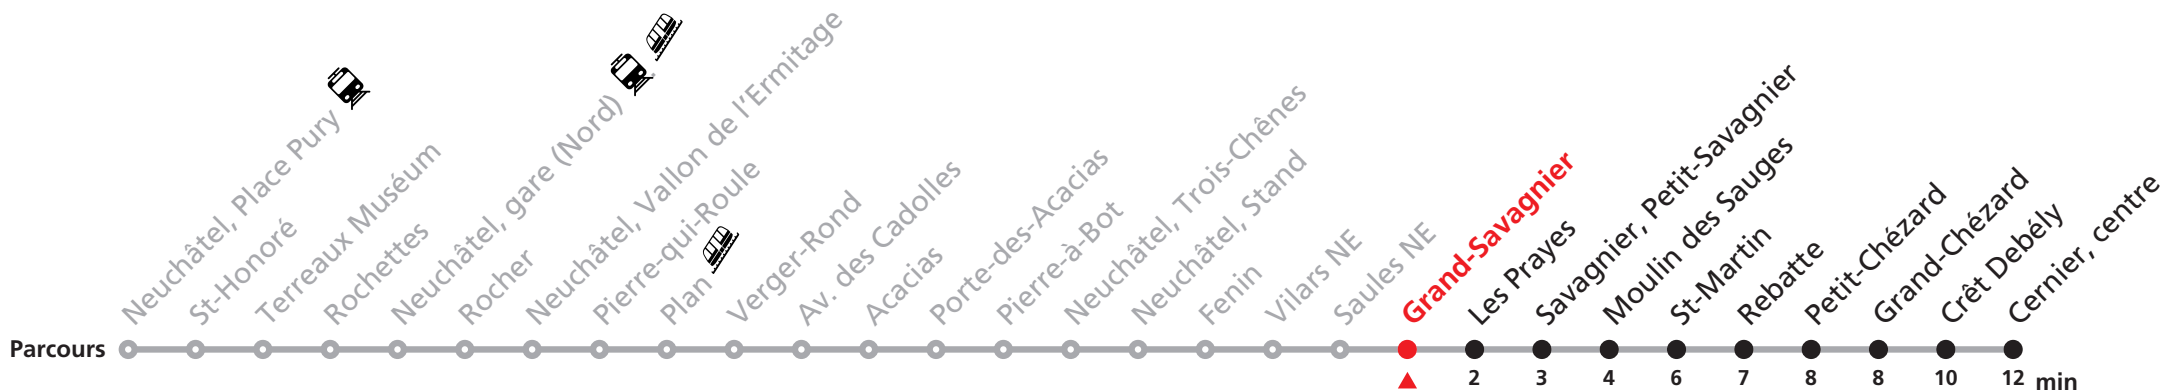 Neuchâtel, Place Pury
St-Honoré
Terreaux Muséum
Rochettes
Neuchâtel, gare (Nord)
Rocher
Neuchâtel, Vallon de l'Ermitage
Pierre-qui-Roule
Plan
Verger-Rond
Av. des Cadolles
Acacias
Porte-des-Acacias
Pierre-à-Bot
Neuchâtel, Trois-Chênes
Neuchâtel, Stand
Fenin
Vilars NE
Saules NE
Grand-Savagnier
Les Prayes
Savagnier, Petit-Savagnier
Moulin des Sauges
St-Martin
Rebatte
Petit-Chézard
Grand-Chézard
Crêt Debély
Cernier, centre
Parcours
2 3 4 6 7 8 8 10 12 min